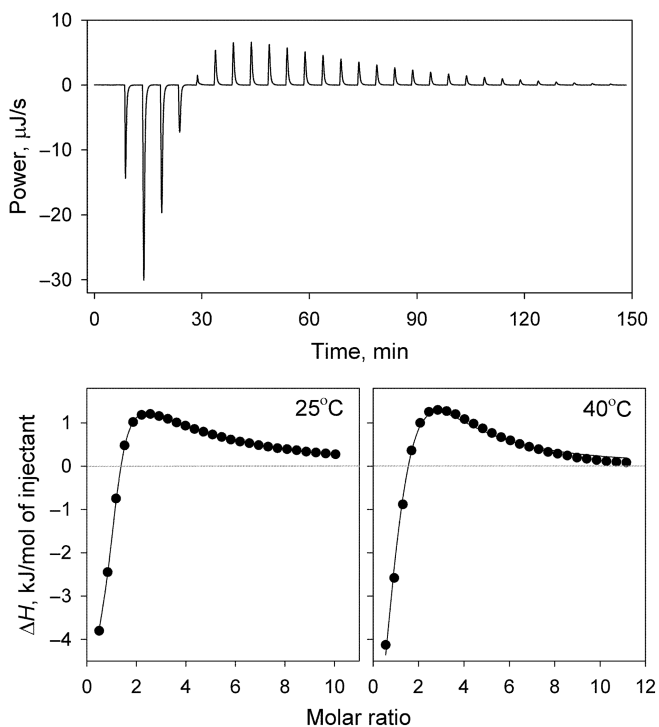 10
0
−10
−20
−30
Power, μJ/s
0 30 60 90 120 150
Time, min
25°C 40°C
1
0
−1
−2
−3
−4
ΔH, kJ/mol of injectant
0 2 4 6 8 10 0 2 4 6 8 10 12
Molar ratio